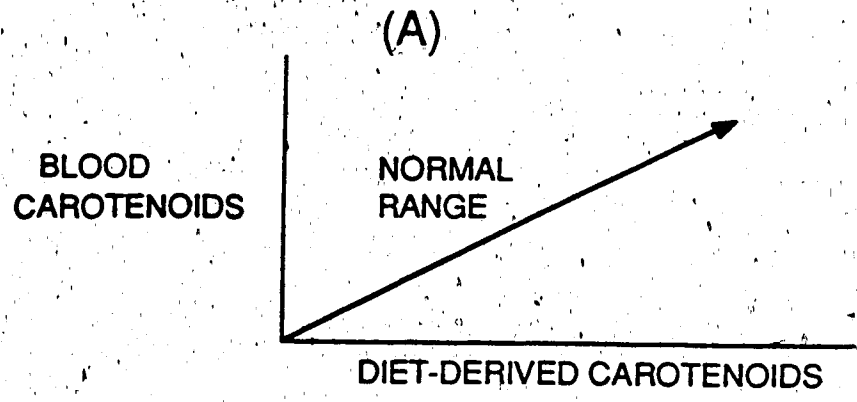 (A)
BLOOD
CAROTENOIDS
NORMAL
RANGE
DIET-DERIVED CAROTENOIDS